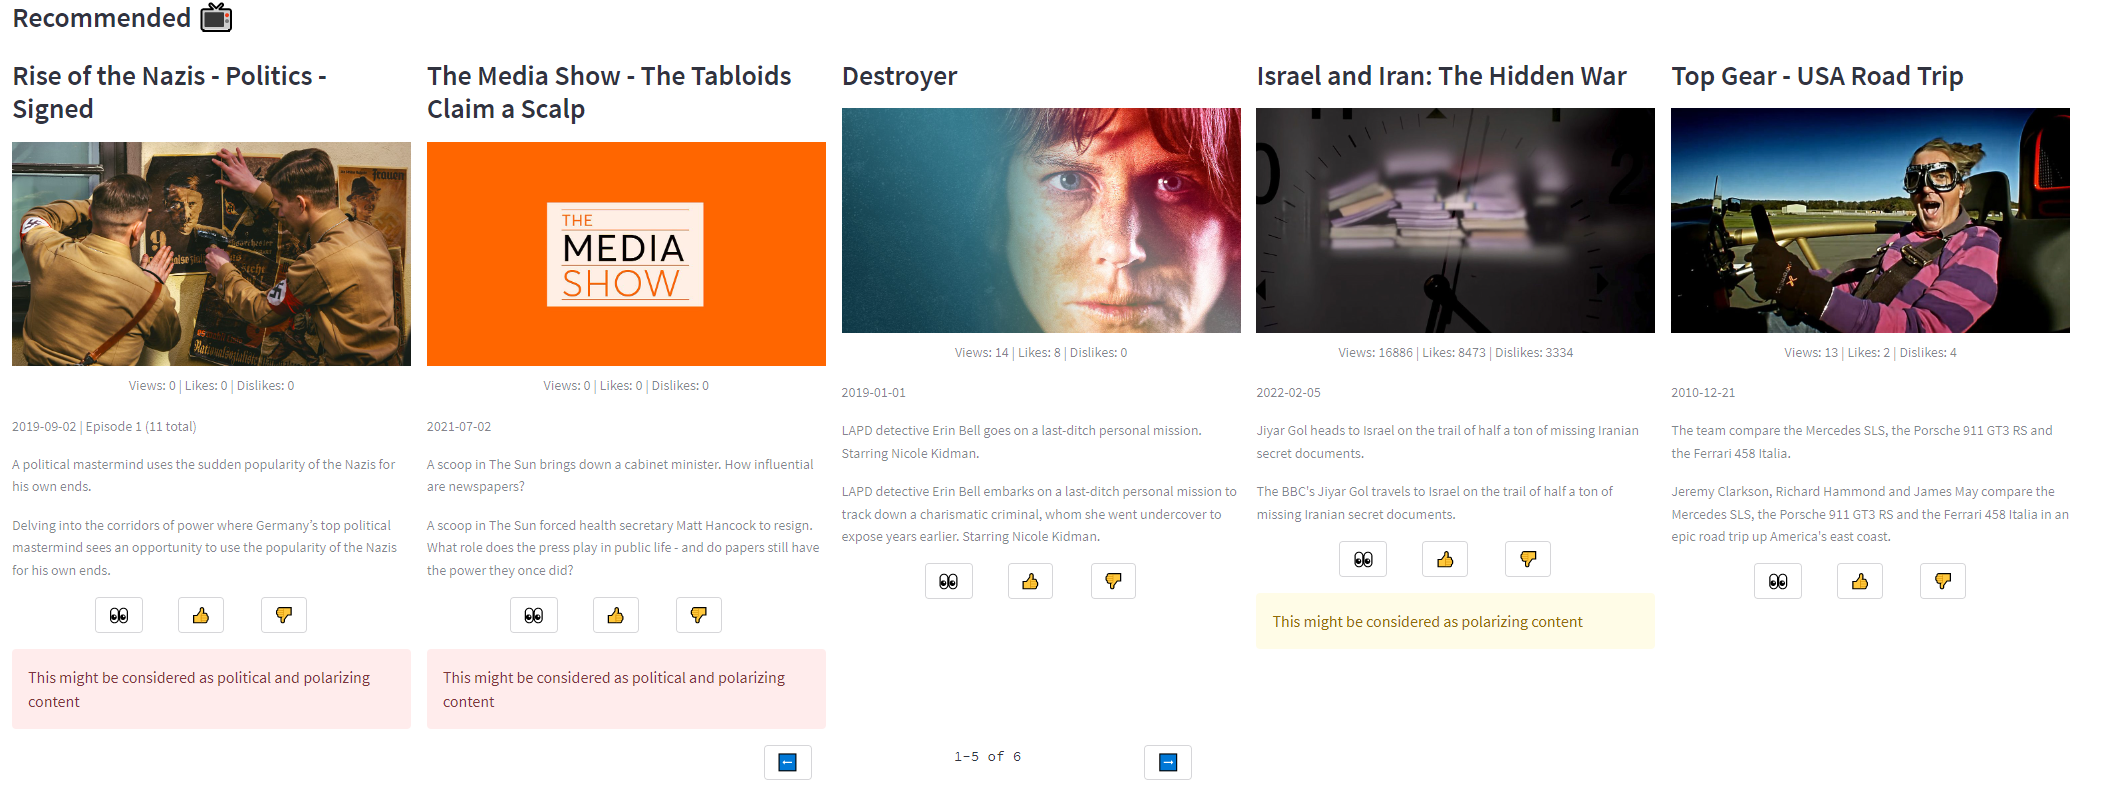 Recommended
Rise of the Nazis - Politics -
Signed
Views: 0 | Likes: 0 | Dislikes: 0
2019-09-02 | Episode 1 (11 total)
A political mastermind uses the sudden popularity of the Nazis for
his own ends.
Delving into the corridors of power where Germany's top political
mastermind sees an opportunity to use the popularity of the Nazis
for his own ends.
This might be considered as political and polarizing
content
The Media Show - The Tabloids
Claim a Scalp
THE
MEDIA
SHOW
Views: 0 | Likes: 0 | Dislikes: 0
2021-07-02
A scoop in The Sun brings down a cabinet minister. How influential
are newspapers?
A scoop in The Sun forced health secretary Matt Hancock to resign.
What role does the press play in public life - and do papers still have
the power they once did?
This might be considered as political and polarizing
content
Destroyer
Views: 14 | Likes: 8 | Dislikes: 0
2019-01-01
LAPD detective Erin Bell goes on a last-ditch personal mission.
Starring Nicole Kidman.
LAPD detective Erin Bell embarks on a last-ditch personal mission to
track down a charismatic criminal, whom she went undercover to
expose years earlier. Starring Nicole Kidman.
Israel and Iran: The Hidden War
Views: 16886 | Likes: 8473 | Dislikes: 3334
2022-02-05
Jiyar Gol heads to Israel on the trail of half a ton of missing Iranian
secret documents.
The BBC's Jiyar Gol travels to Israel on the trail of half a ton of
missing Iranian secret documents.
This might be considered as polarizing content
Top Gear - USA Road Trip
Views: 13 | Likes: 2 | Dislikes: 4
2010-12-21
The team compare the Mercedes SLS, the Porsche 911 GT3 RS and
the Ferrari 458 Italia.
Jeremy Clarkson, Richard Hammond and James May compare the
Mercedes SLS, the Porsche 911 GT3 RS and the Ferrari 458 Italia in an
epic road trip up America's east coast.
1-5 of 6